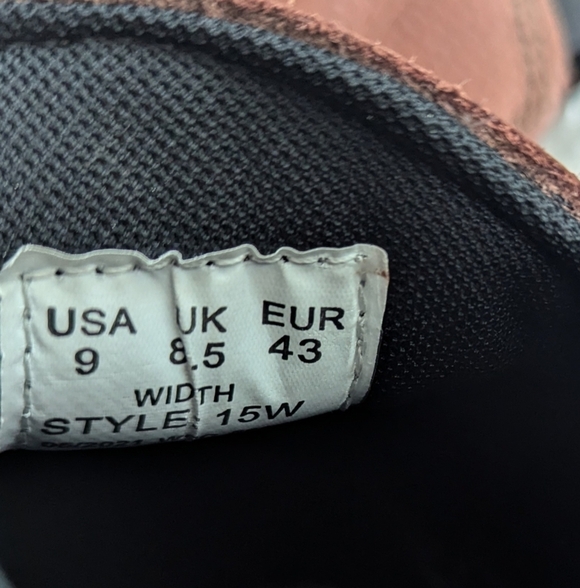 USA UK EUR
9 8.5 43
WIDTH
STYLE: 15W